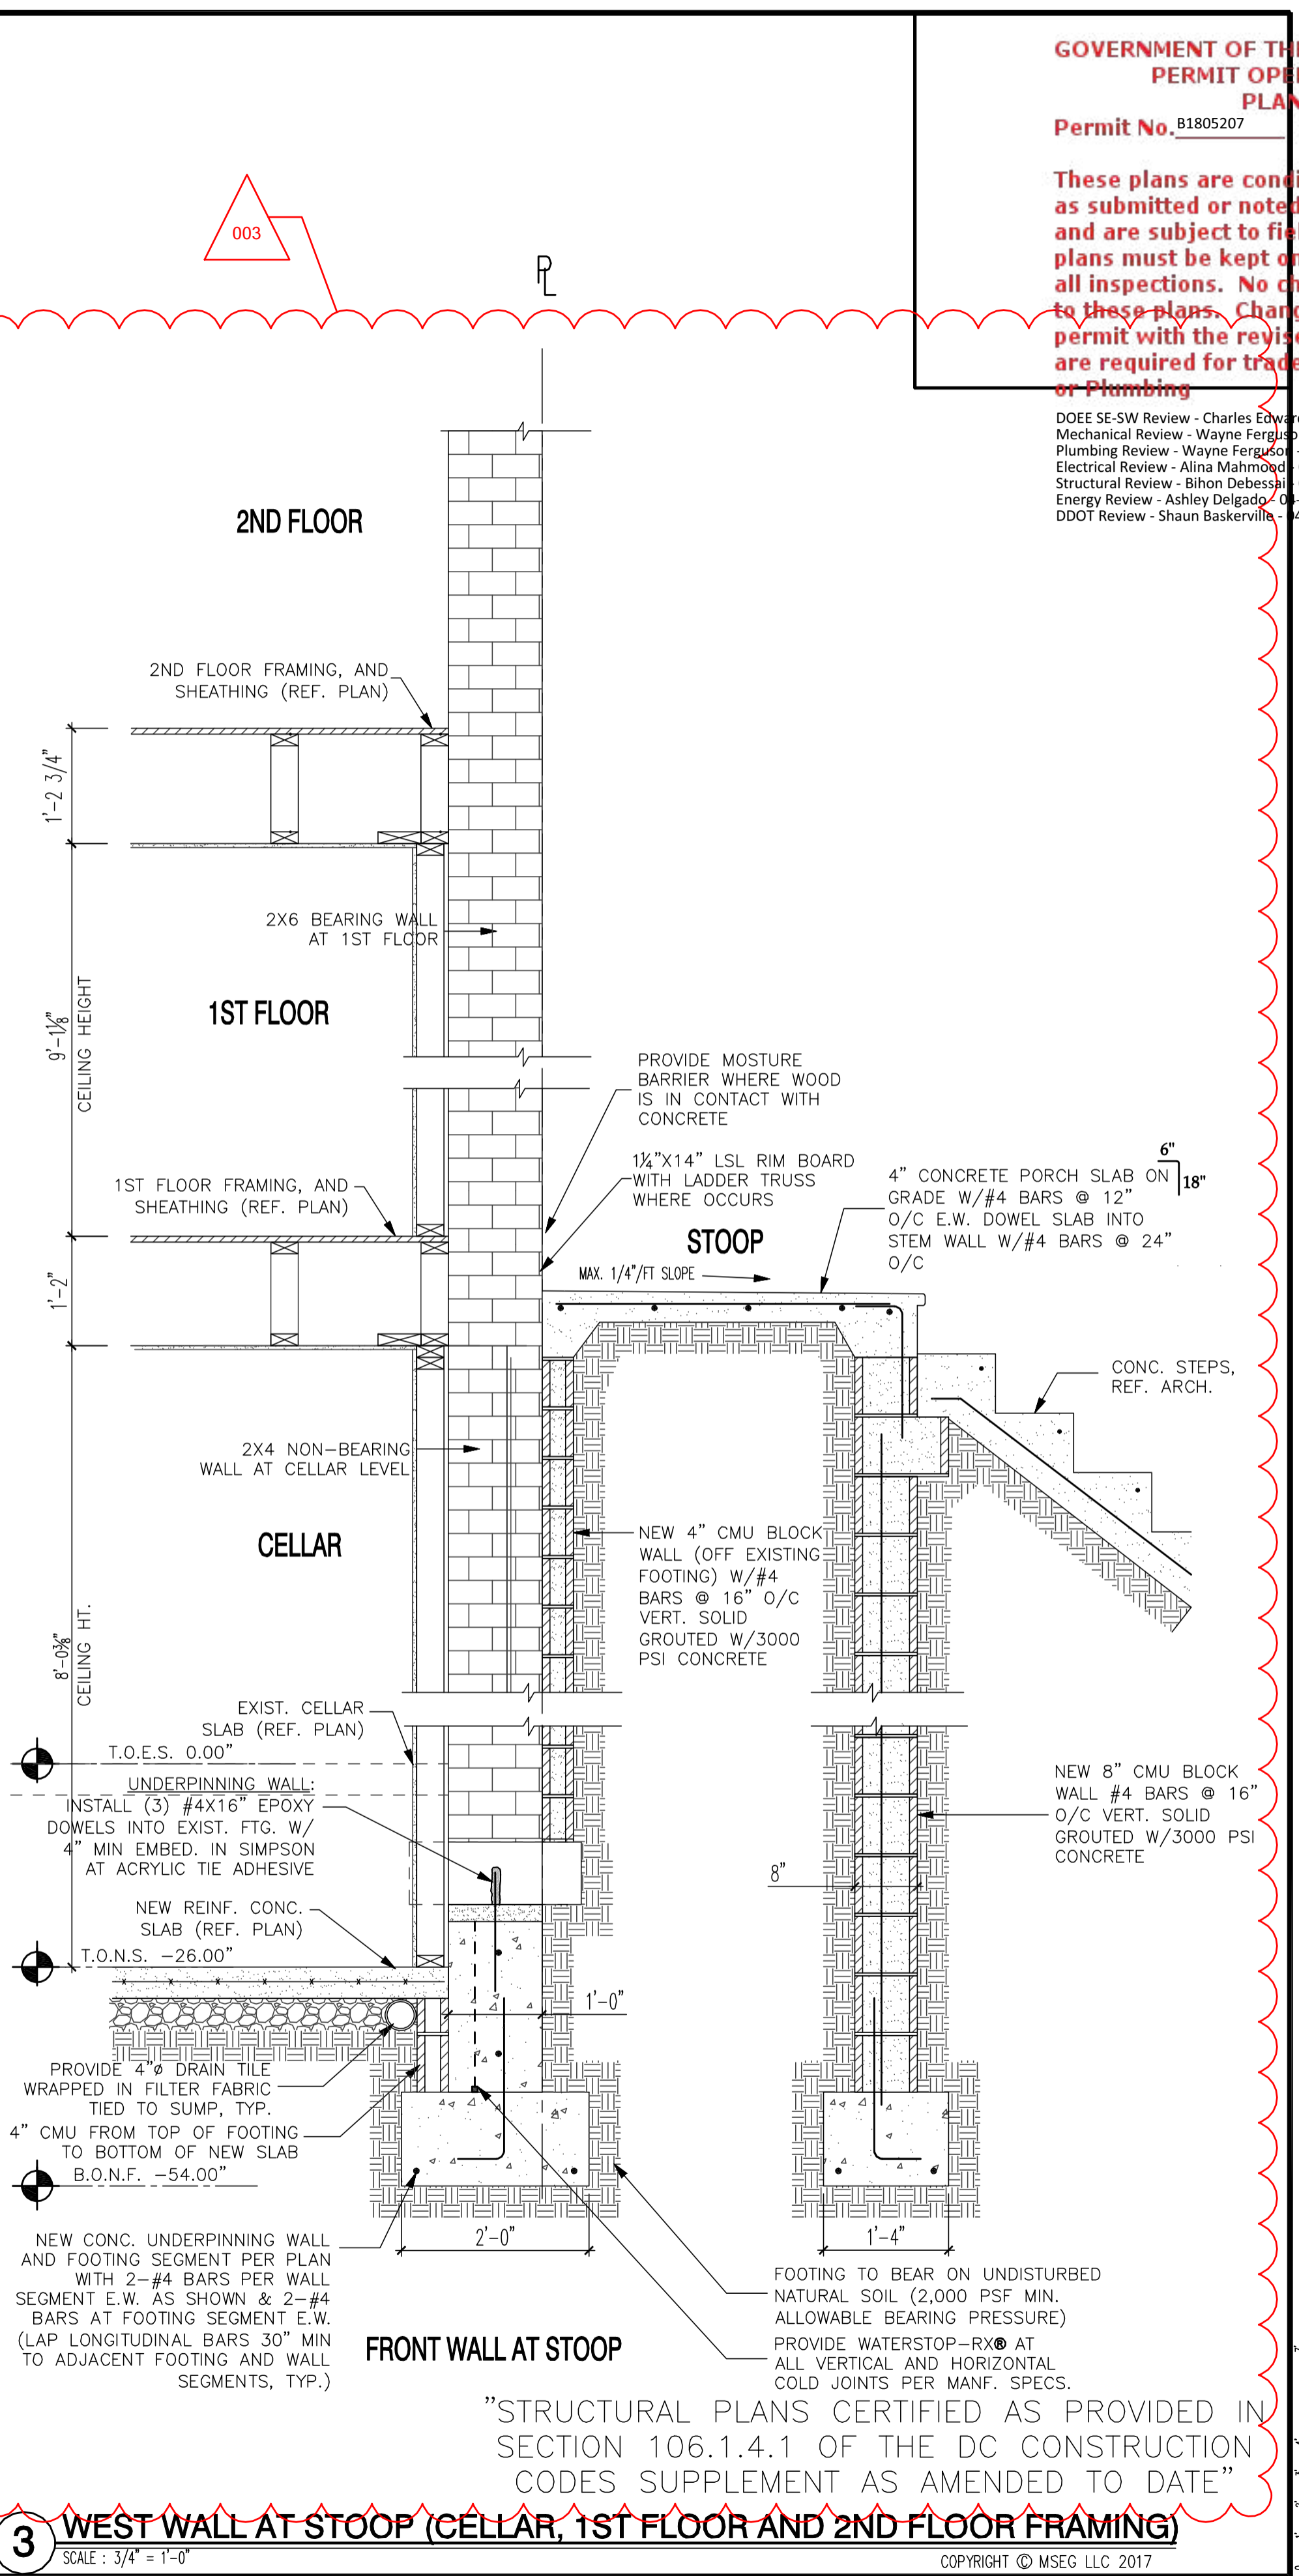 GOVERNMENT OF TH
PERMIT OPE
PLAN
Permit No. B1805207
These plans are condi
as submitted or noted
and are subject to fie
plans must be kept on
all inspections. No ch
to these plans. Chang
permit with the revise
are required for trade
or Plumbing
DOEE SE-SW Review - Charles Edwar
Mechanical Review - Wayne Ferguso
Plumbing Review - Wayne Ferguson -
Electrical Review - Alina Mahmood
Structural Review - Bihon Debessai -
Energy Review - Ashley Delgado - 04-
DDOT Review - Shaun Baskerville - 04
003
PL
2ND FLOOR
2ND FLOOR FRAMING, AND
SHEATHING (REF. PLAN)
1'-2 3/4"
2X6 BEARING WALL
AT 1ST FLOOR
1ST FLOOR
9'-1⅛"
CEILING HEIGHT
PROVIDE MOSTURE
BARRIER WHERE WOOD
IS IN CONTACT WITH
CONCRETE
1¼"X14" LSL RIM BOARD
WITH LADDER TRUSS
WHERE OCCURS
1ST FLOOR FRAMING, AND
SHEATHING (REF. PLAN)
6"
18"
4" CONCRETE PORCH SLAB ON
GRADE W/#4 BARS @ 12"
O/C E.W. DOWEL SLAB INTO
STEM WALL W/#4 BARS @ 24"
O/C
STOOP
MAX. 1/4"/FT SLOPE
1'-2"
CONC. STEPS,
REF. ARCH.
2X4 NON-BEARING
WALL AT CELLAR LEVEL
CELLAR
NEW 4" CMU BLOCK
WALL (OFF EXISTING
FOOTING) W/#4
BARS @ 16" O/C
VERT. SOLID
GROUTED W/3000
PSI CONCRETE
8'-0⅜"
CEILING HT.
EXIST. CELLAR
SLAB (REF. PLAN)
T.O.E.S. 0.00"
UNDERPINNING WALL:
INSTALL (3) #4X16" EPOXY
DOWELS INTO EXIST. FTG. W/
4" MIN EMBED. IN SIMPSON
AT ACRYLIC TIE ADHESIVE
NEW 8" CMU BLOCK
WALL #4 BARS @ 16"
O/C VERT. SOLID
GROUTED W/3000 PSI
CONCRETE
8"
NEW REINF. CONC.
SLAB (REF. PLAN)
T.O.N.S. -26.00"
1'-0"
PROVIDE 4"ø DRAIN TILE
WRAPPED IN FILTER FABRIC
TIED TO SUMP, TYP.
4" CMU FROM TOP OF FOOTING
TO BOTTOM OF NEW SLAB
B.O.N.F. -54.00"
2'-0"
1'-4"
NEW CONC. UNDERPINNING WALL
AND FOOTING SEGMENT PER PLAN
WITH 2-#4 BARS PER WALL
SEGMENT E.W. AS SHOWN & 2-#4
BARS AT FOOTING SEGMENT E.W.
(LAP LONGITUDINAL BARS 30" MIN
TO ADJACENT FOOTING AND WALL
SEGMENTS, TYP.)
FOOTING TO BEAR ON UNDISTURBED
NATURAL SOIL (2,000 PSF MIN.
ALLOWABLE BEARING PRESSURE)
PROVIDE WATERSTOP-RX® AT
ALL VERTICAL AND HORIZONTAL
COLD JOINTS PER MANF. SPECS.
FRONT WALL AT STOOP
"STRUCTURAL PLANS CERTIFIED AS PROVIDED IN
SECTION 106.1.4.1 OF THE DC CONSTRUCTION
CODES SUPPLEMENT AS AMENDED TO DATE"
3 WEST WALL AT STOOP (CELLAR, 1ST FLOOR AND 2ND FLOOR FRAMING)
SCALE : 3/4" = 1'-0"
COPYRIGHT © MSEG LLC 2017